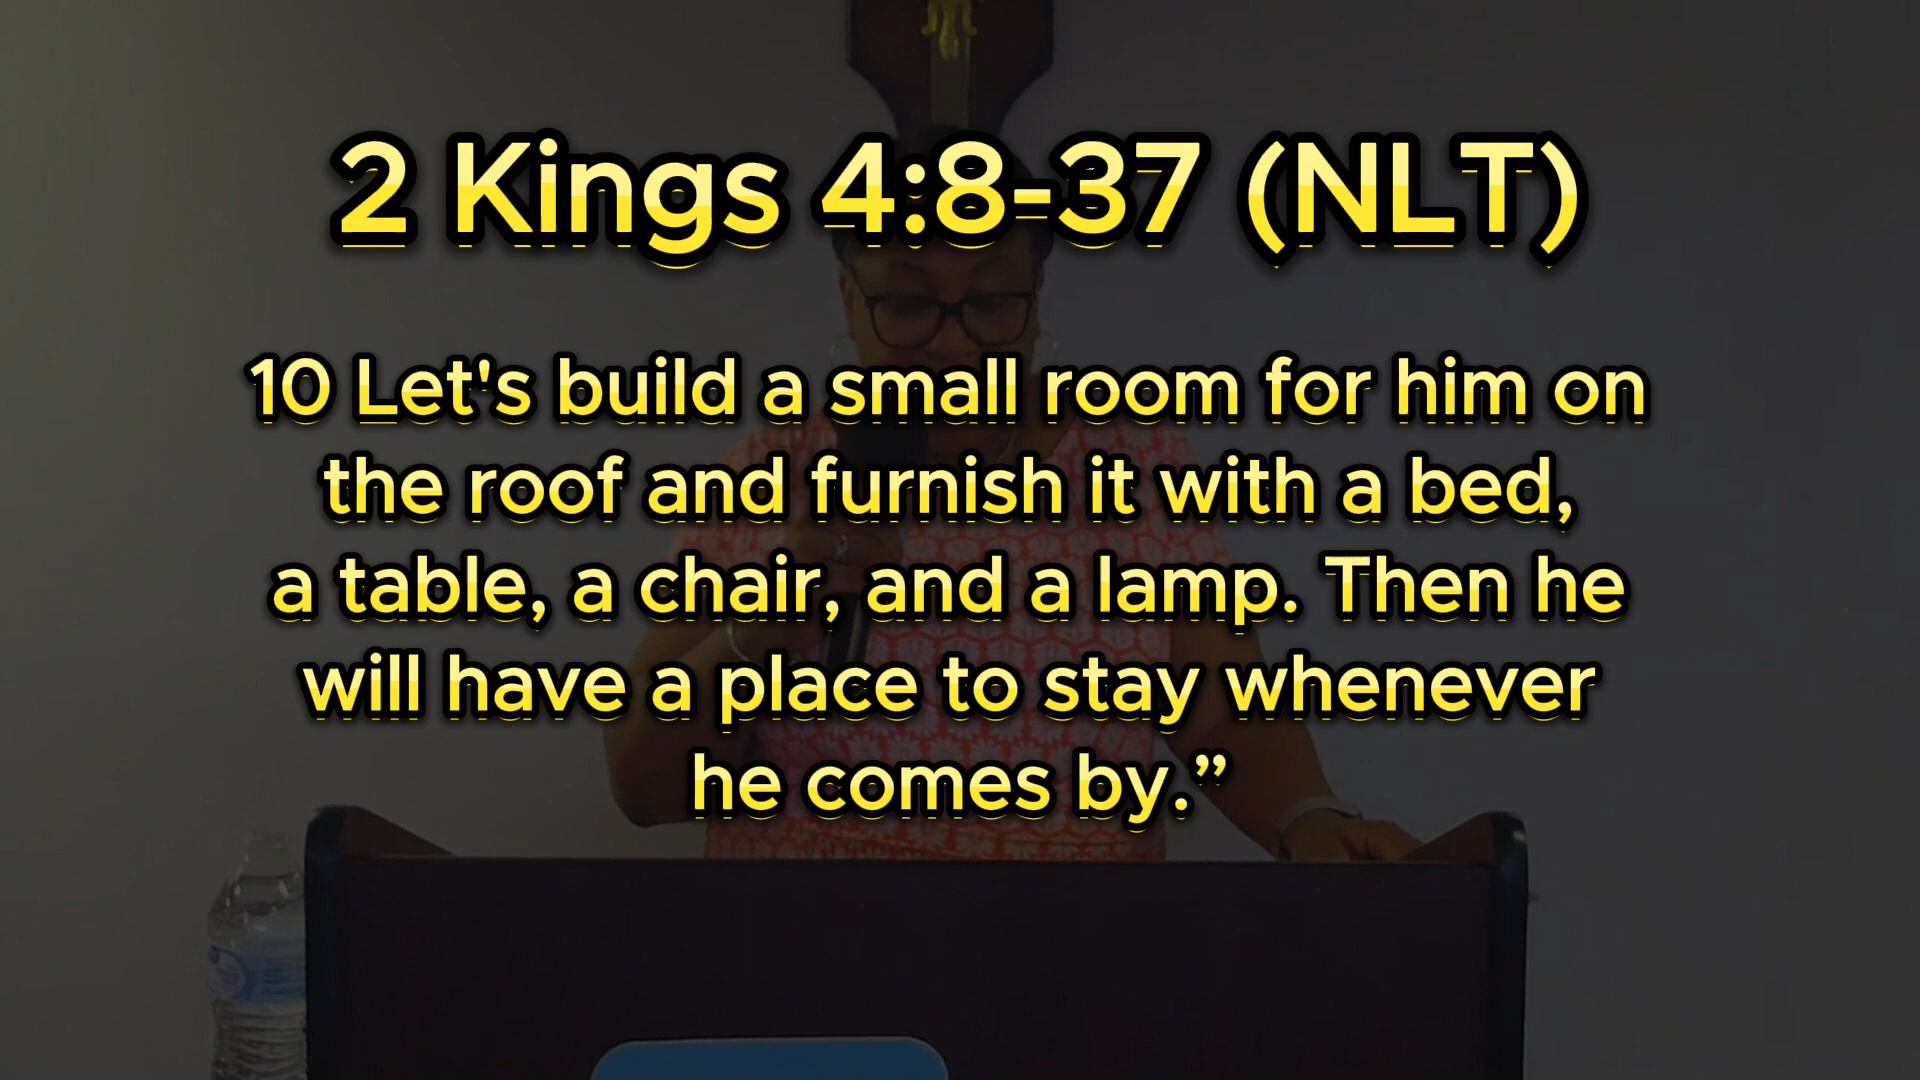 2 Kings 4:8-37 (NLT)
10 Let's build a small room for him on
the roof and furnish it with a bed,
a table, a chair, and a lamp. Then he
will have a place to stay whenever
he comes by.”